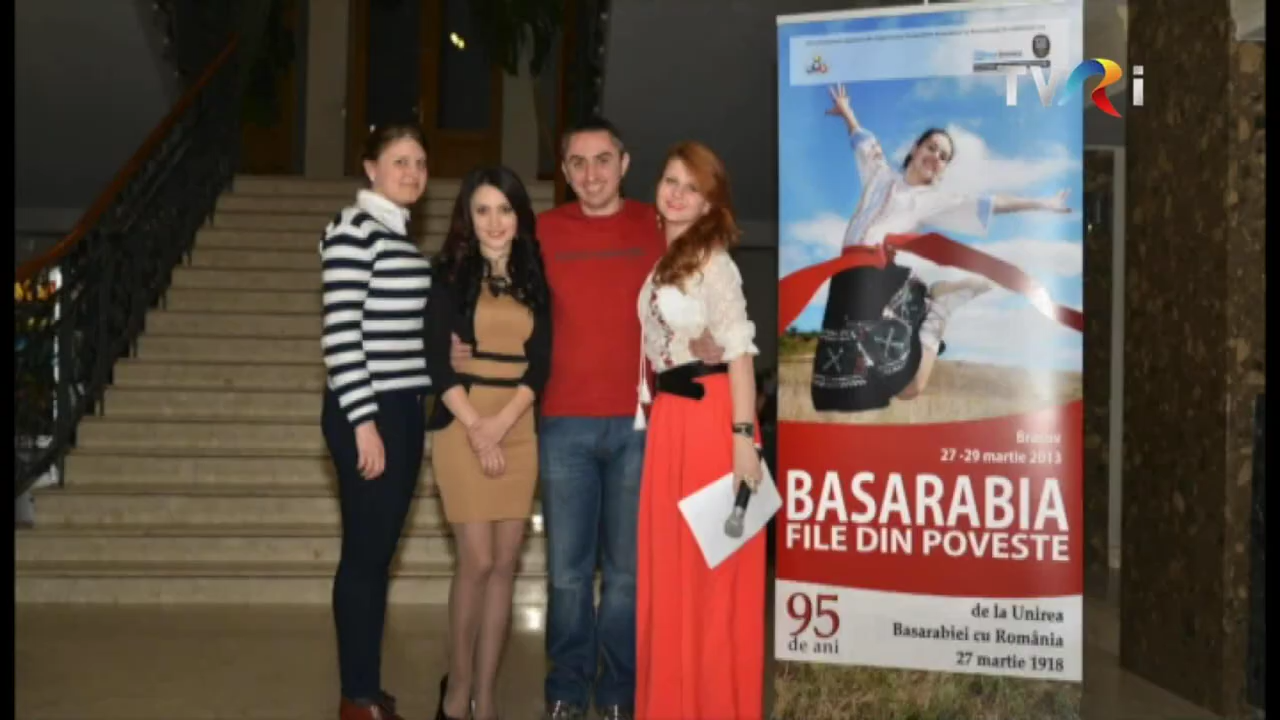 TVRi
Brașov
27 -29 martie 2013
BASARABIA
FILE DIN POVESTE
95
de ani
de la Unirea
Basarabiei cu România
27 martie 1918